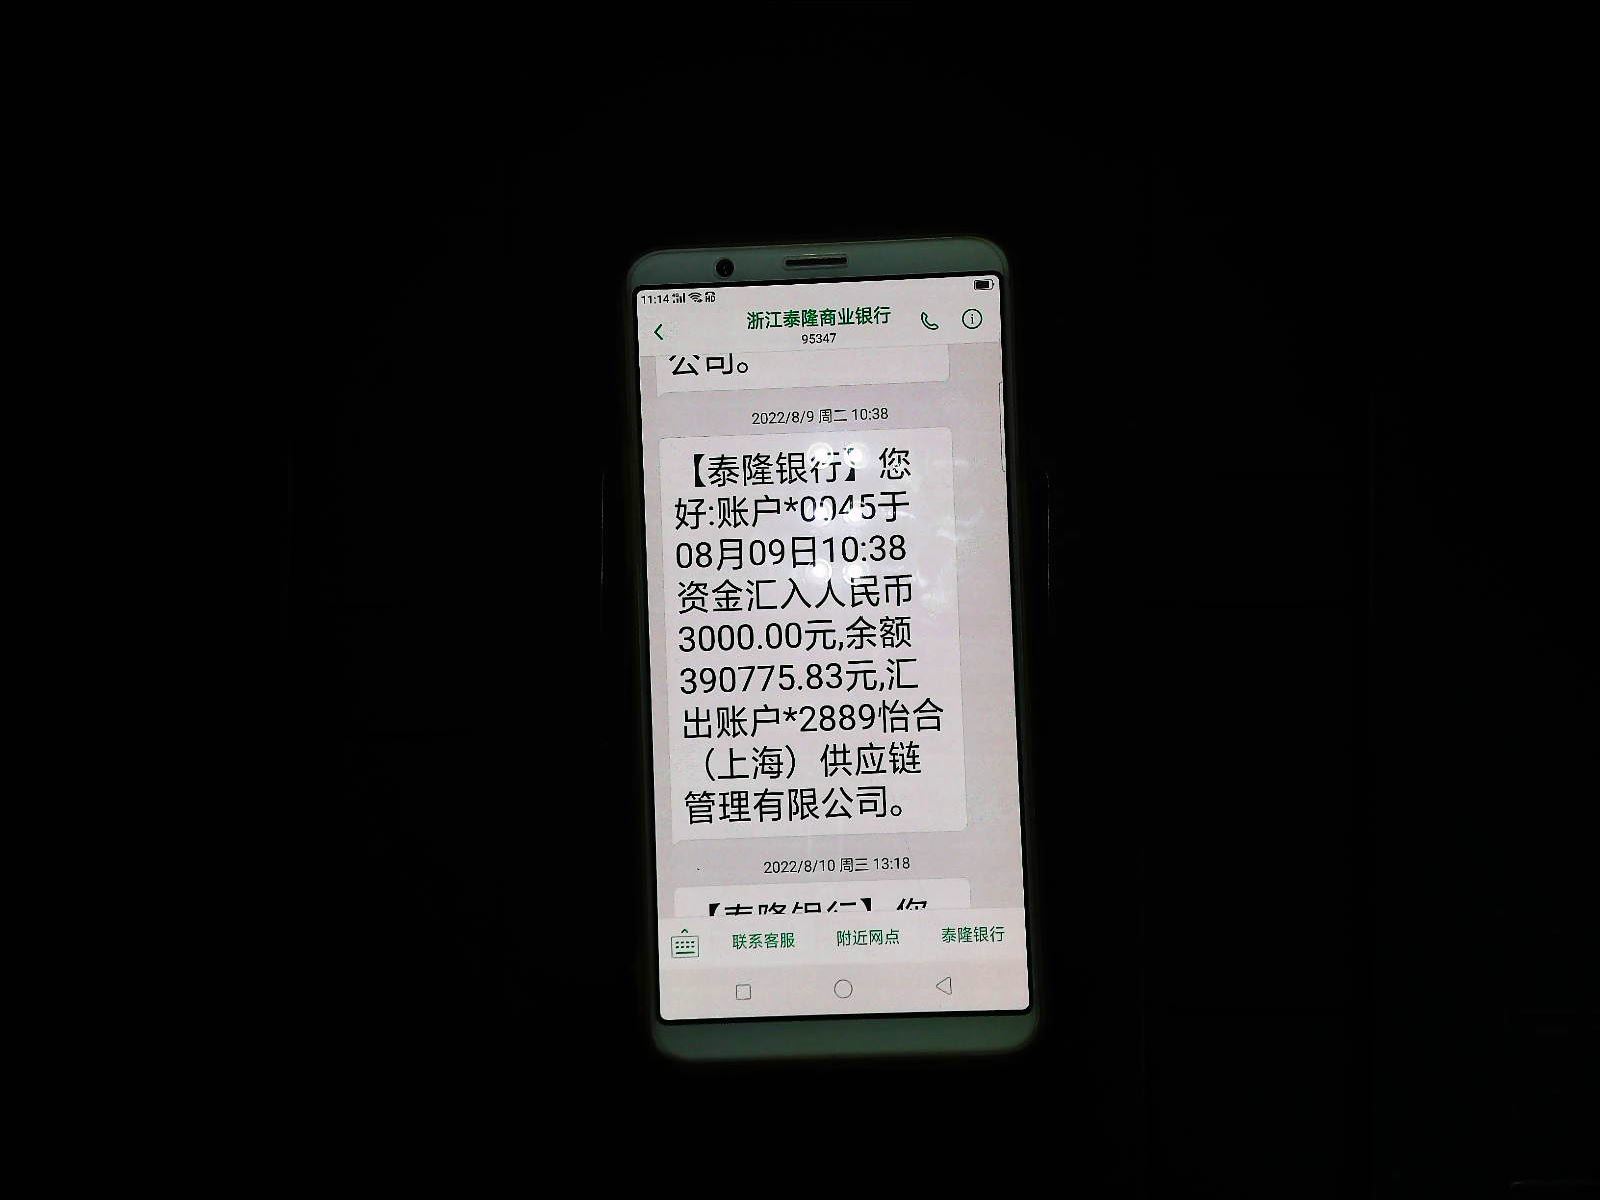 11:14
浙江泰隆商业银行
95347
公司。
2022/8/9 周二 10:38
【泰隆银行】您
好:账户*0045于
08月09日10:38
资金汇入人民币
3000.00元,余额
390775.83元,汇
出账户*2889怡合
（上海）供应链
管理有限公司。
2022/8/10 周三 13:18
【泰隆银行】您
联系客服 附近网点 泰隆银行